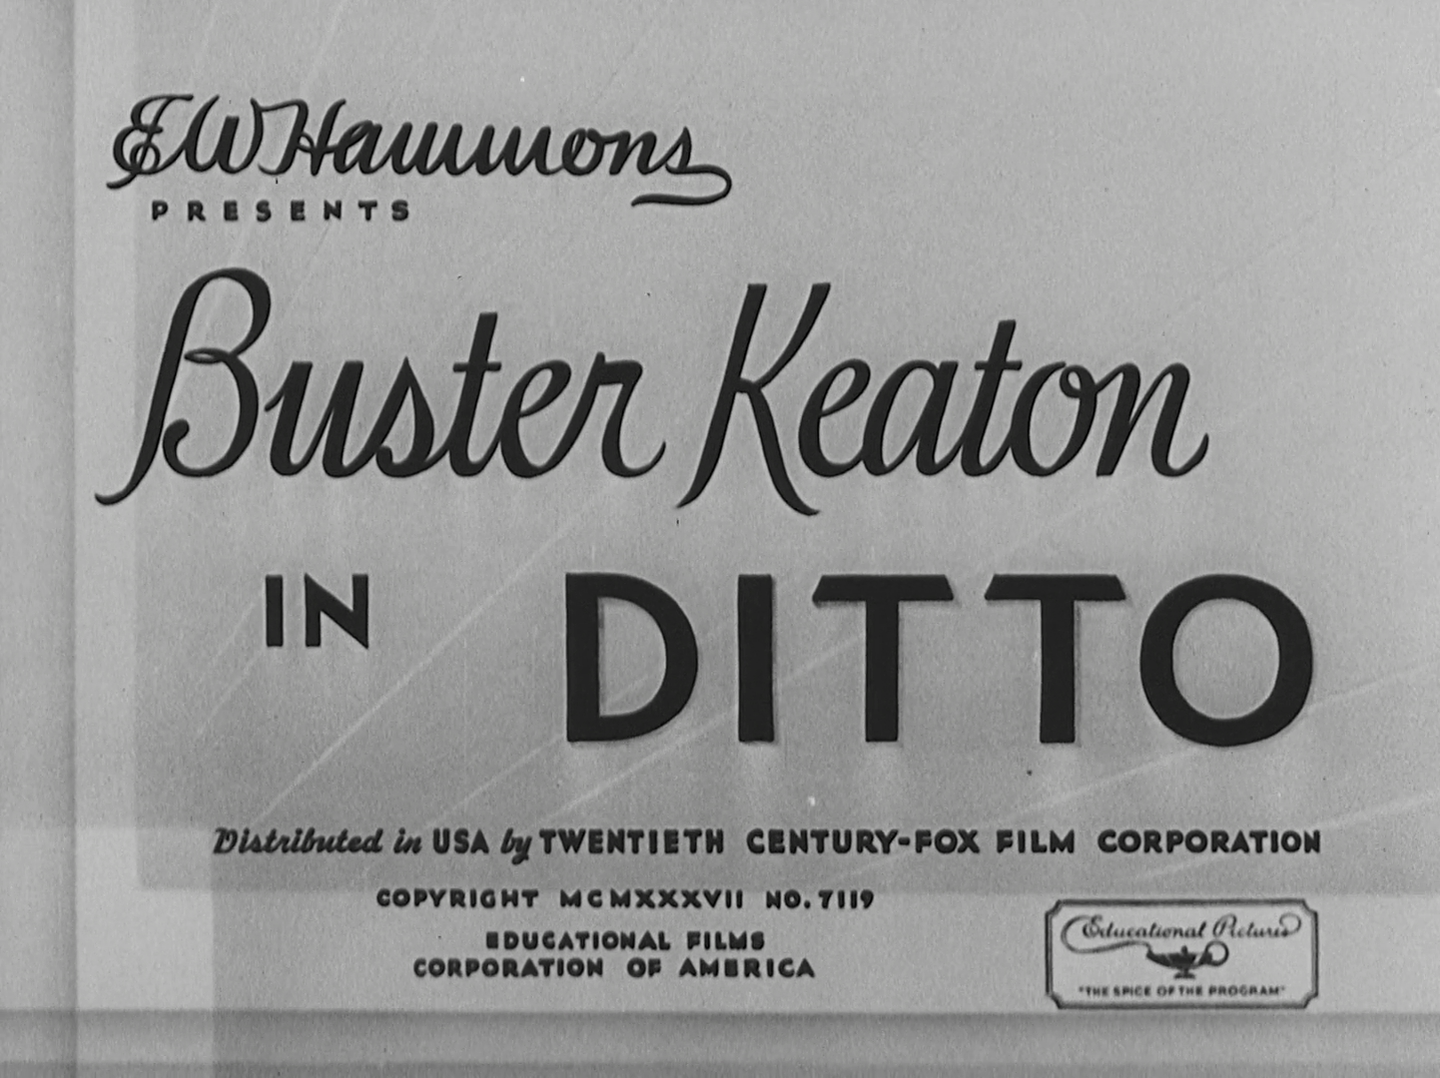 EW Hammons
PRESENTS
Buster Keaton
IN DITTO
Distributed in USA by TWENTIETH CENTURY-FOX FILM CORPORATION
COPYRIGHT MCMXXXVII NO. 7119
EDUCATIONAL FILMS
CORPORATION OF AMERICA
Educational Pictures
"THE SPICE OF THE PROGRAM"